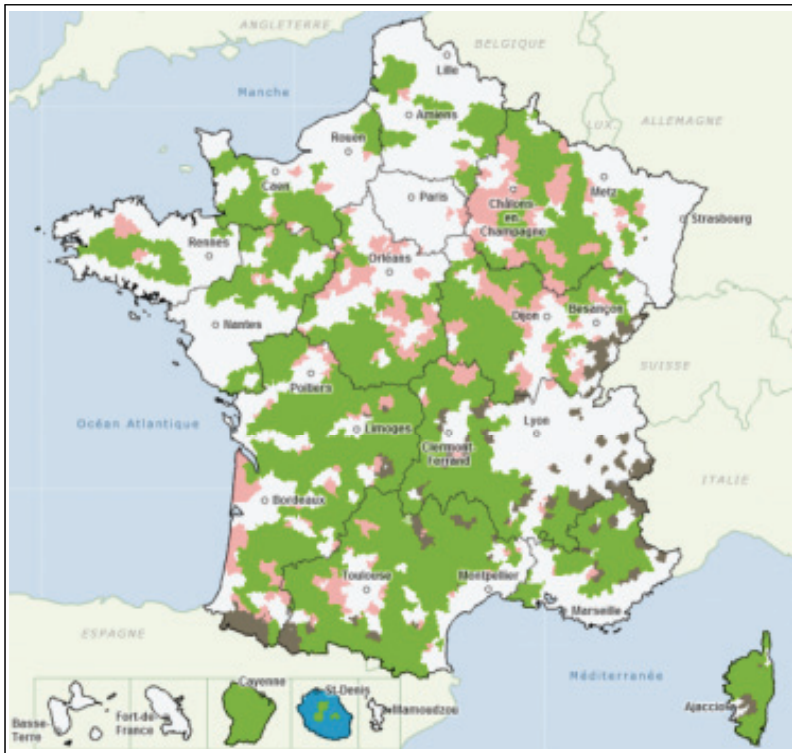 ANGLETERRE
BELGIQUE
Lille
Manche
Amiens
LUX.
ALLEMAGNE
Rouen
Caen
Paris
Metz
Châlons
en
Champagne
Strasbourg
Rennes
Orléans
Dijon
Besançon
Nantes
SUISSE
Poitiers
Océan Atlantique
Limoges
Lyon
Clermont
Ferrand
ITALIE
Bordeaux
Toulouse
Montpellier
Marseille
ESPAGNE
Méditerranée
Cayenne
St-Denis
Ajaccio
Basse-
Terre
Fort-de-
France
Mamoudzou